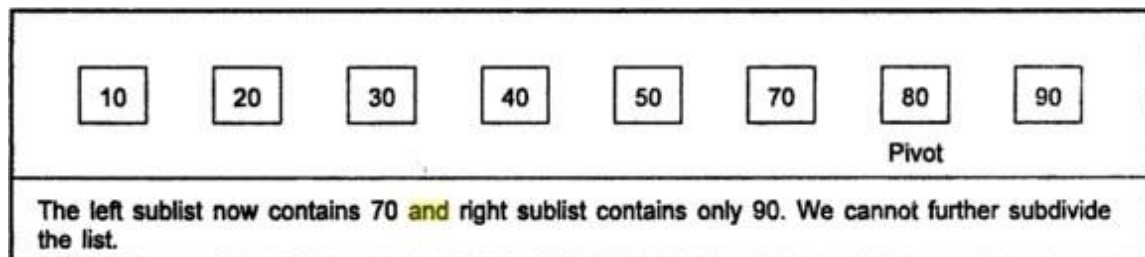 10 20 30 40 50 70 80 90
Pivot
The left sublist now contains 70 and right sublist contains only 90. We cannot further subdivide
the list.